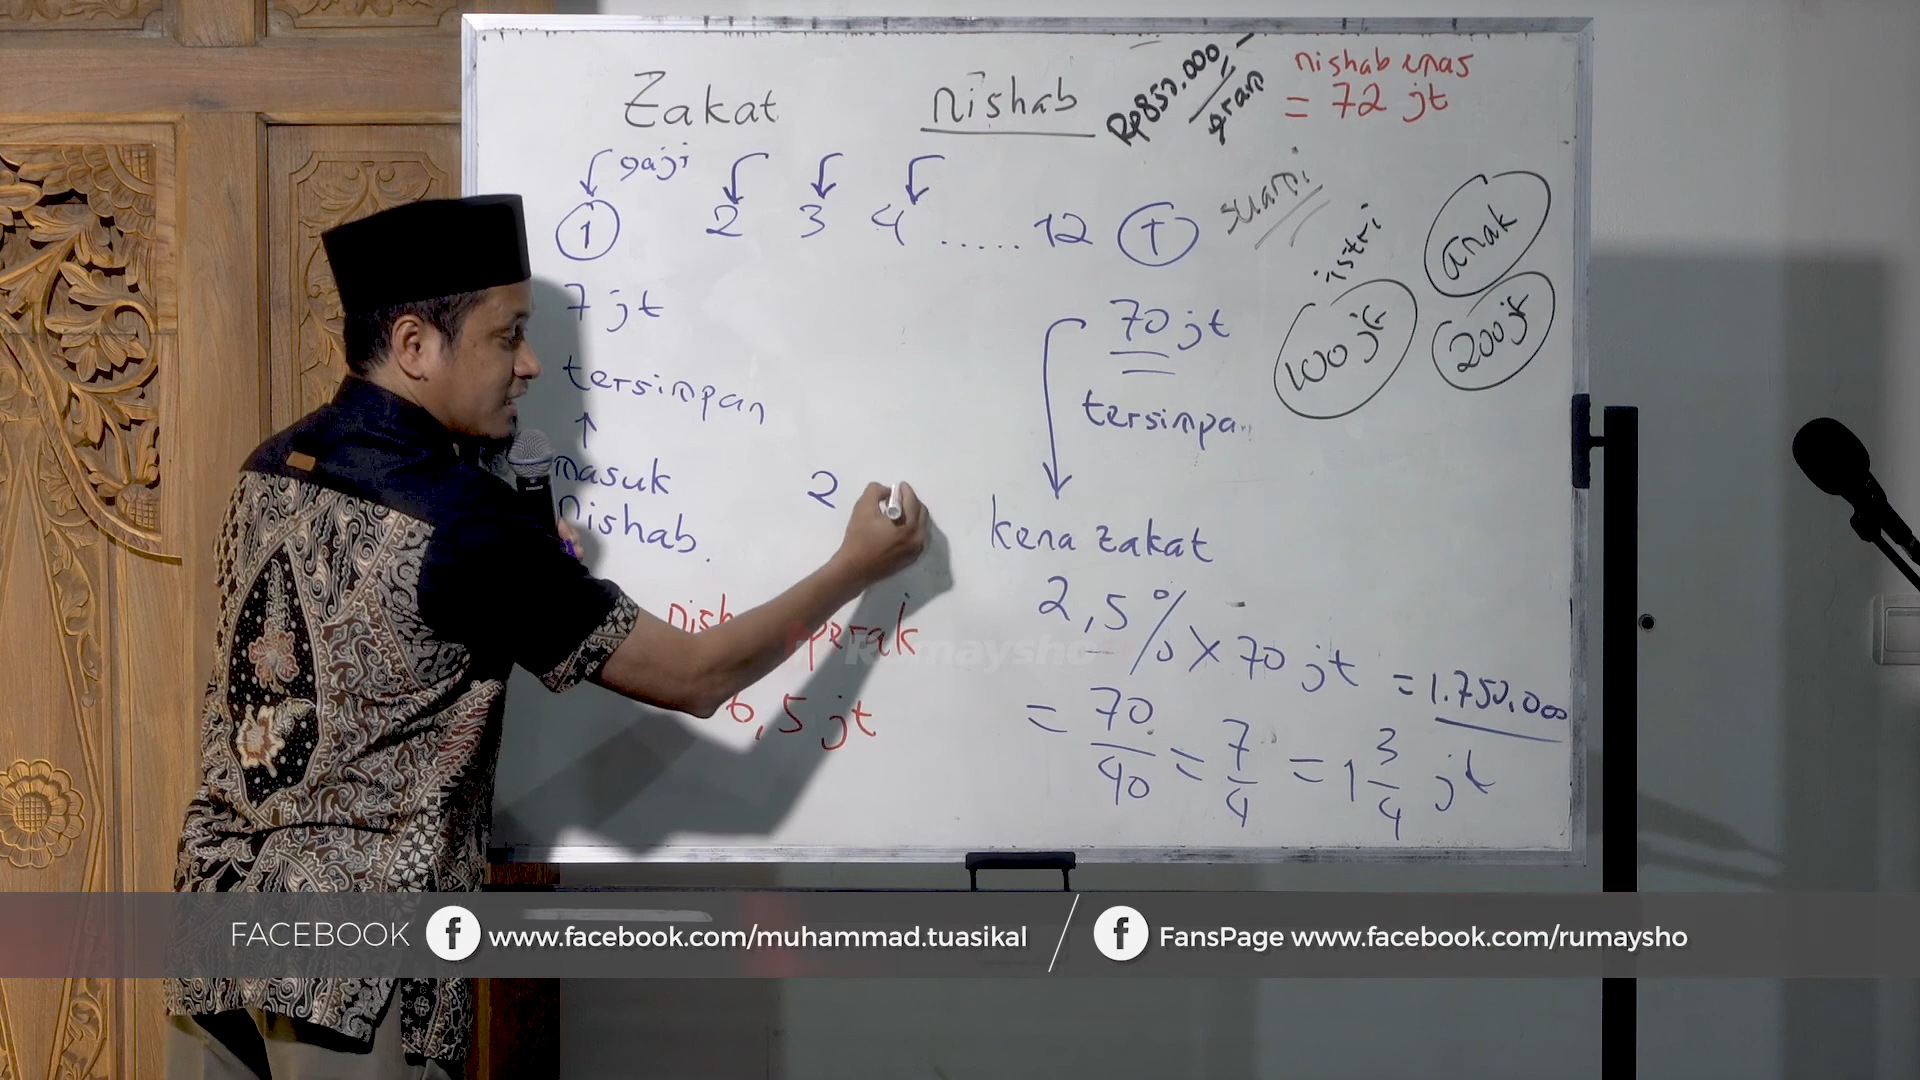 Zakat
nishab
Rp850.000,-
gram
nishab emas
= 72 jt
gaji
1 2 3 4 ...... 12 1
suami
istri
anak
7 jt
70 jt
100 jt
200 jt
tersimpan
tersimpan
masuk
nishab.
2
kena zakat
perak
6,5 jt
2,5% x 70 jt = 1.750.000
= 70/40 = 7/4 = 1 3/4 jt
Rumaysho
FACEBOOK f www.facebook.com/muhammad.tuasikal / f FansPage www.facebook.com/rumaysho